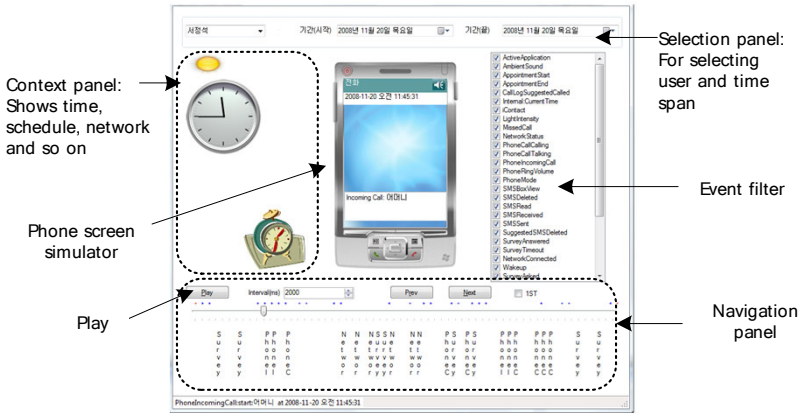 서정석
기간(시작)
2008년 11월 20일 목요일
기간(끝)
2008년 11월 20일 목요일
Selection panel:
For selecting
user and time
span
Context panel:
Shows time,
schedule, network
and so on
전화
2008-11-20 오전 11:45:31
Incoming Call: 어머니
ActiveApplication
AmbientSound
AppointmentStart
AppointmentEnd
CallLogSuggestedCalled
Internal.CurrentTime
iContact
LightIntensity
MissedCall
NetworkStatus
PhoneCallCalling
PhoneCallTalking
PhoneIncomingCall
PhoneRingVolume
PhoneMode
SMSBoxView
SMSDeleted
SMSRead
SMSReceived
SMSSent
SuggestedSMSDeleted
SurveyAnswered
SurveyTimeout
NetworkConnected
Wakeup
SurveyAsked
Event filter
Phone screen
simulator
Play
Play
Interval(ms)
2000
Prev
Next
1ST
Navigation
panel
Survey
Survey
PhoneIncomingCall:start:어머니 at 2008-11-20 오전 11:45:31